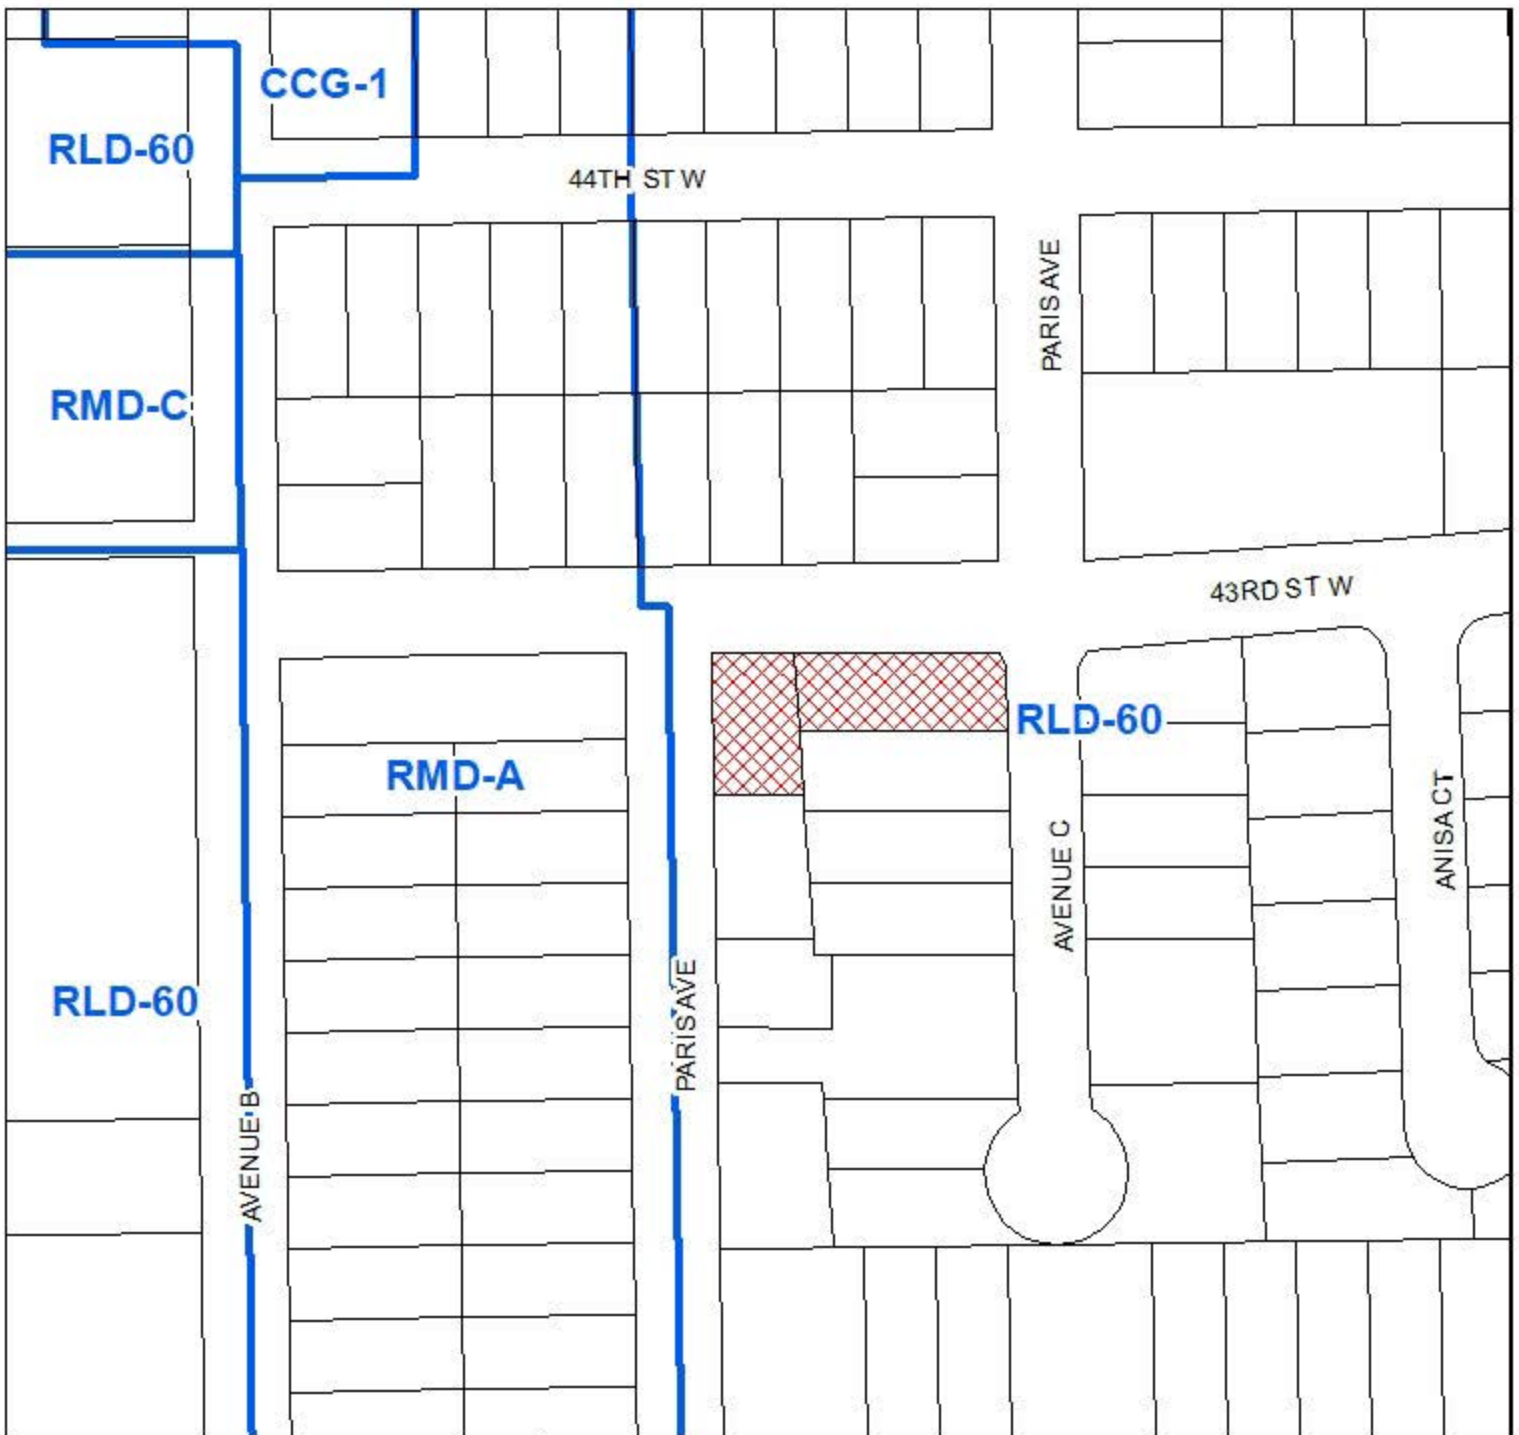 CCG-1
RLD-60
44TH ST W
PARIS AVE
RMD-C
43RD ST W
RLD-60
RMD-A
ANISA CT
AVENUE C
RLD-60
PARIS AVE
AVENUE B